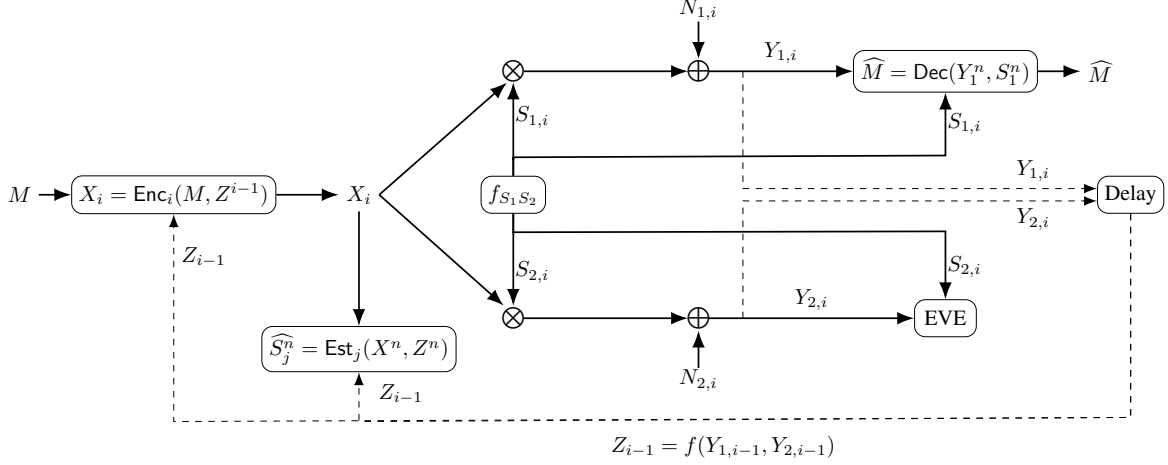 N_{1,i}
Y_{1,i}
\widehat{M} = Dec(Y_1^n, S_1^n)
\widehat{M}
S_{1,i}
S_{1,i}
M
X_i = Enc_i(M, Z^{i-1})
X_i
f_{S_1 S_2}
Y_{1,i}
Delay
Y_{2,i}
Z_{i-1}
S_{2,i}
S_{2,i}
Y_{2,i}
EVE
\widehat{S_j^n} = Est_j(X^n, Z^n)
N_{2,i}
Z_{i-1}
Z_{i-1} = f(Y_{1,i-1}, Y_{2,i-1})